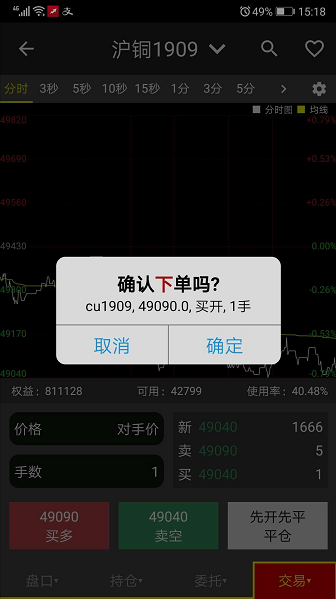 46 支 49% 15:18
沪铜1909
分时 3秒 5秒 10秒 15秒 1分 3分 5分
分时图 均线
49820 +0.79%
49690 +0.53%
49560 +0.26%
49430 0.00%
49300 -0.26%
49170 -0.53%
49040 -0.79%
确认下单吗?
cu1909, 49090.0, 买开, 1手
取消 确定
权益: 811128 可用: 42799 使用率: 40.48%
价格 对手价
手数 1
新 49040 1666
卖 49090 5
买 49040 1
49090 买多
49040 卖空
先开先平 平仓
盘口 持仓 委托 交易